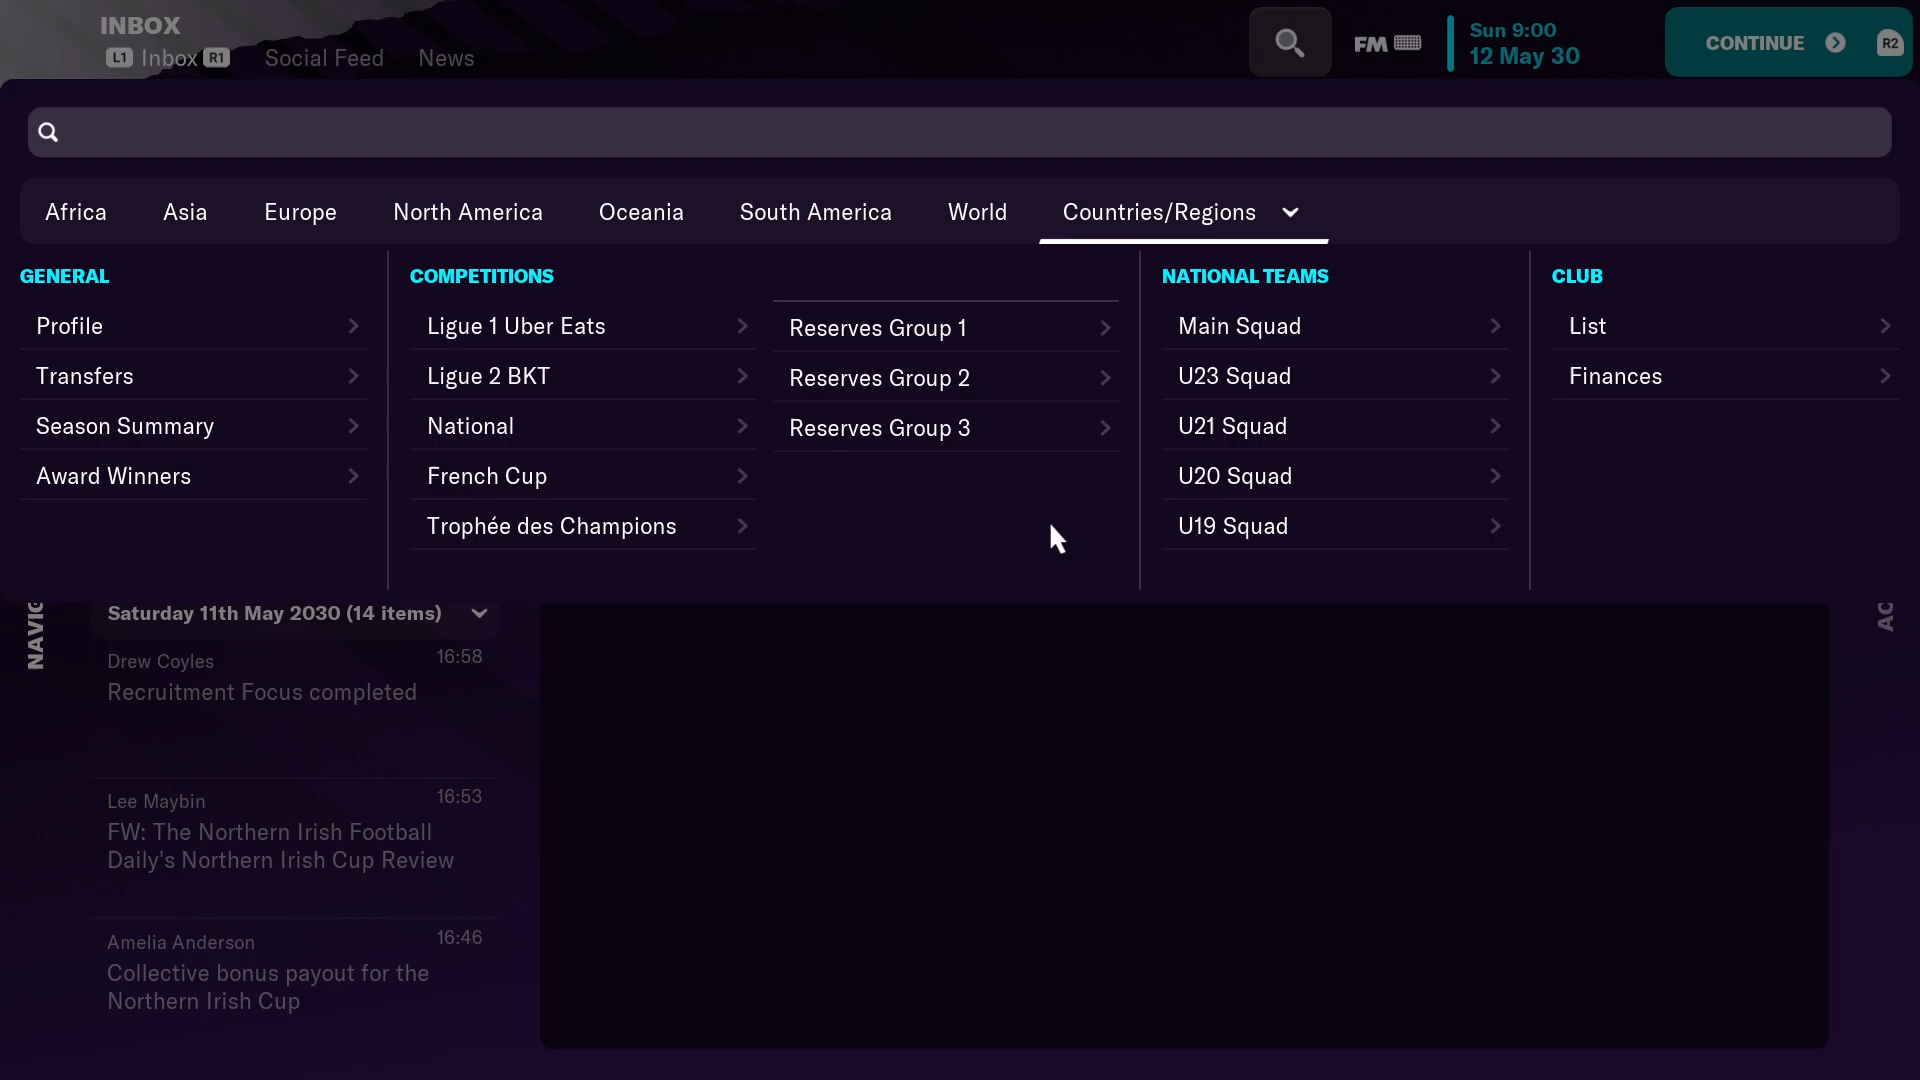 INBOX
L1 Inbox R1 Social Feed News
FM
Sun 9:00
12 May 30
CONTINUE R2
Africa Asia Europe North America Oceania South America World Countries/Regions
GENERAL
Profile
Transfers
Season Summary
Award Winners
COMPETITIONS
Ligue 1 Uber Eats
Ligue 2 BKT
National
French Cup
Trophée des Champions
Reserves Group 1
Reserves Group 2
Reserves Group 3
NATIONAL TEAMS
Main Squad
U23 Squad
U21 Squad
U20 Squad
U19 Squad
CLUB
List
Finances
NAVIG
Saturday 11th May 2030 (14 items)
Drew Coyles 16:58
Recruitment Focus completed
Lee Maybin 16:53
FW: The Northern Irish Football
Daily's Northern Irish Cup Review
Amelia Anderson 16:46
Collective bonus payout for the
Northern Irish Cup
AC